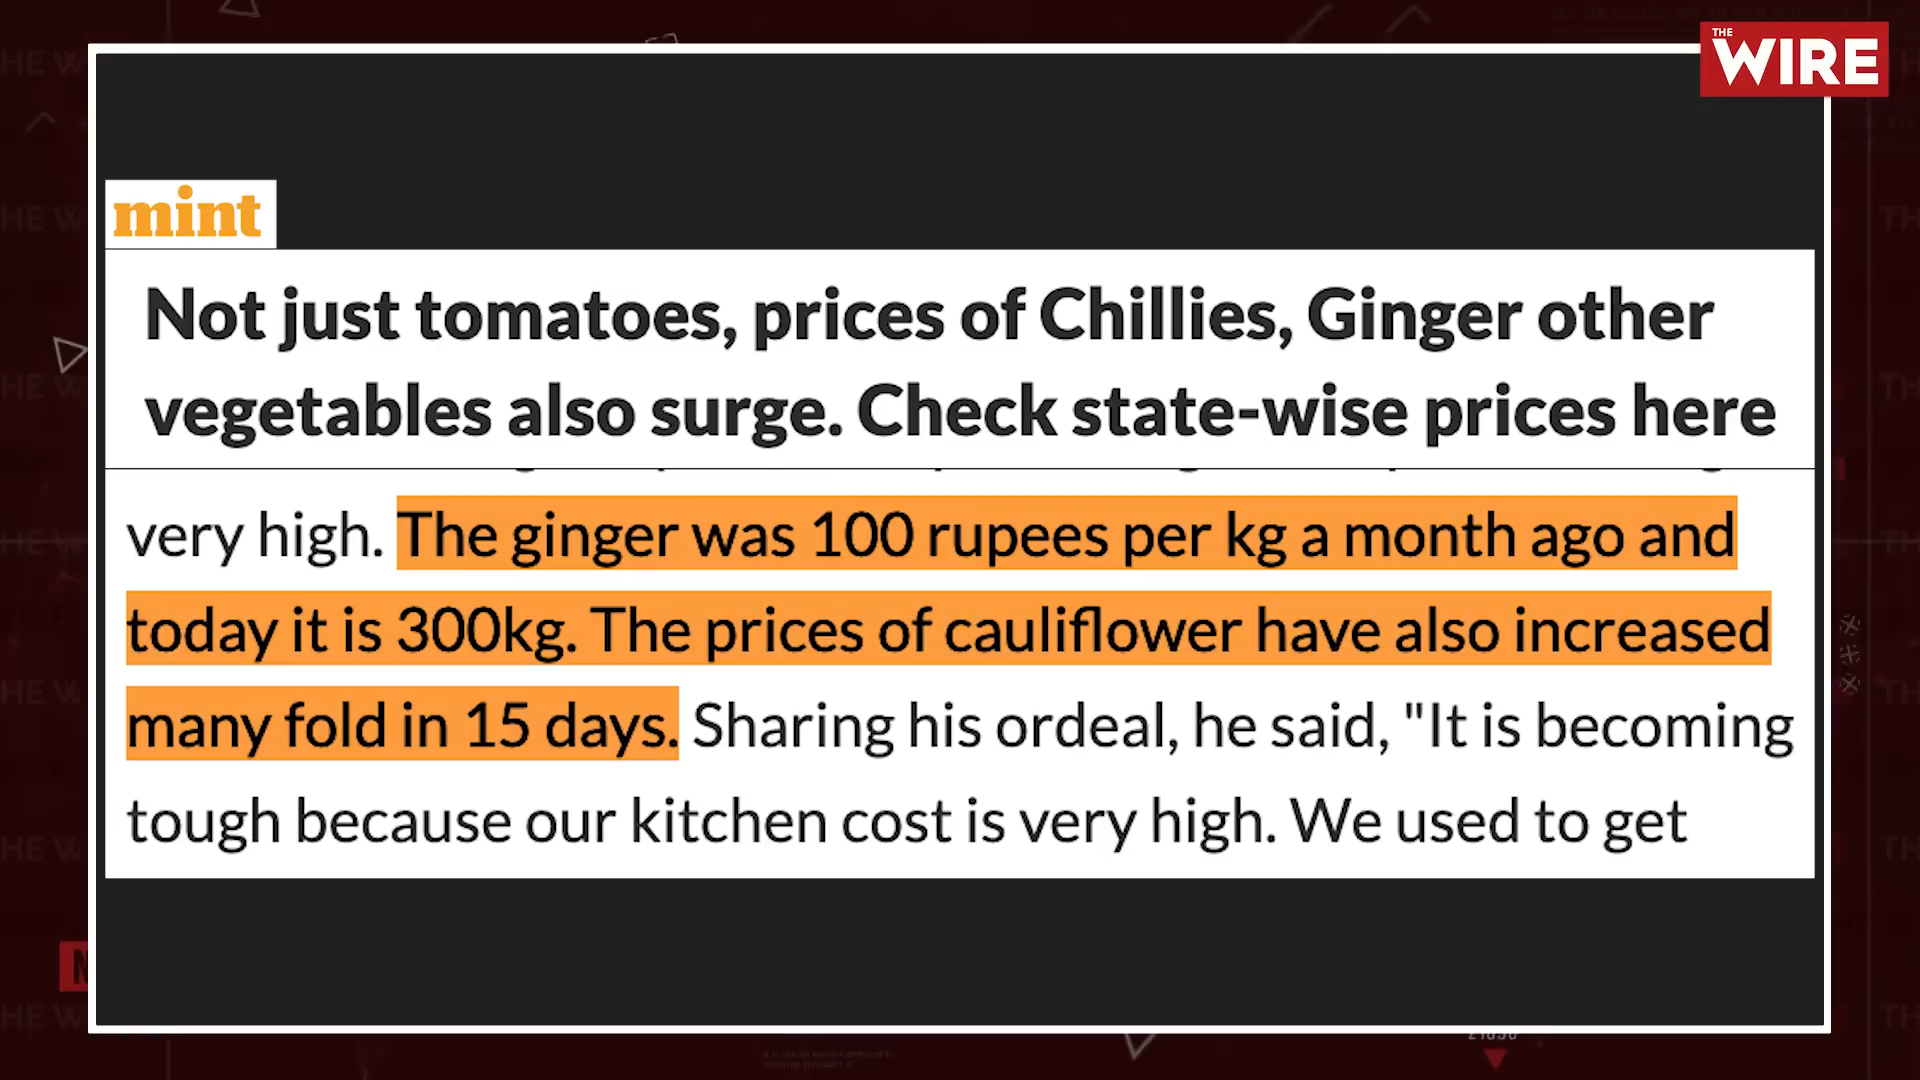 THE
WIRE
mint
Not just tomatoes, prices of Chillies, Ginger other
vegetables also surge. Check state-wise prices here
very high. The ginger was 100 rupees per kg a month ago and
today it is 300kg. The prices of cauliflower have also increased
many fold in 15 days. Sharing his ordeal, he said, "It is becoming
tough because our kitchen cost is very high. We used to get